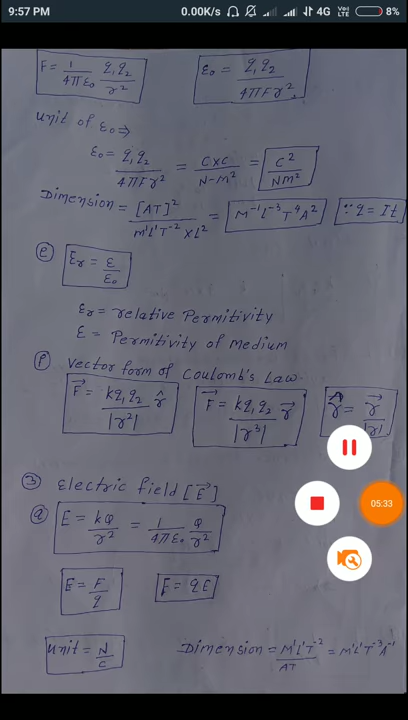 9:57 PM 0.00K/s 4G VoLTE 8%
F = 1/4πε₀ q₁q₂/r²
ε₀ = q₁q₂/4πFr²
Unit of ε₀ ⇒
ε₀ = q₁q₂/4πFr² = C×C/N-m² = C²/Nm²
Dimension = [AT]²/M¹L¹T⁻²×L² = M⁻¹L⁻³T⁴A² ∵ q = It
(e) εr = ε/ε₀
εr = relative Permitivity
ε = Permitivity of medium
(f) Vector form of Coulomb's Law
F⃗ = kq₁q₂/|r²| r̂
F⃗ = kq₁q₂/|r³| r⃗
r̂ = r⃗/|r|
05:33
(3) Electric field [E⃗]
(a) E = kQ/r² = 1/4πε₀ Q/r²
E = F/q
F = qE
Unit = N/C
Dimension = M¹L¹T⁻²/AT = M¹L¹T⁻³A⁻¹